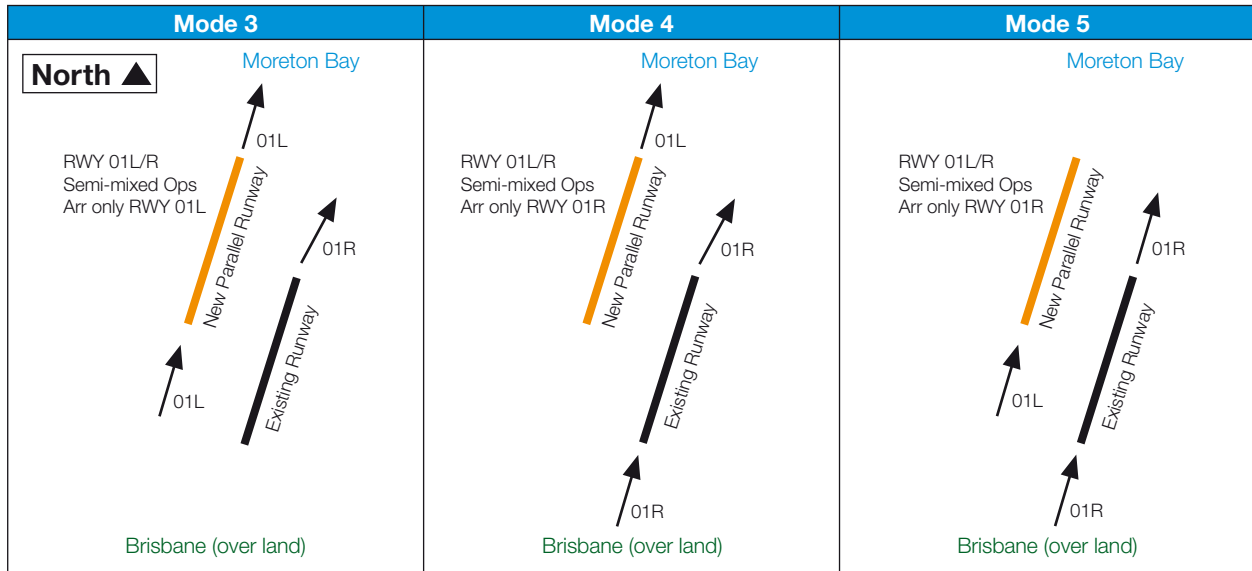 Mode 3
Mode 4
Mode 5
North
Moreton Bay
01L
RWY 01L/R
Semi-mixed Ops
Arr only RWY 01L
New Parallel Runway
01R
Existing Runway
01L
Brisbane (over land)
Moreton Bay
01L
RWY 01L/R
Semi-mixed Ops
Arr only RWY 01R
New Parallel Runway
01R
Existing Runway
01R
Brisbane (over land)
Moreton Bay
RWY 01L/R
Semi-mixed Ops
Arr only RWY 01R
New Parallel Runway
01R
Existing Runway
01L
01R
Brisbane (over land)